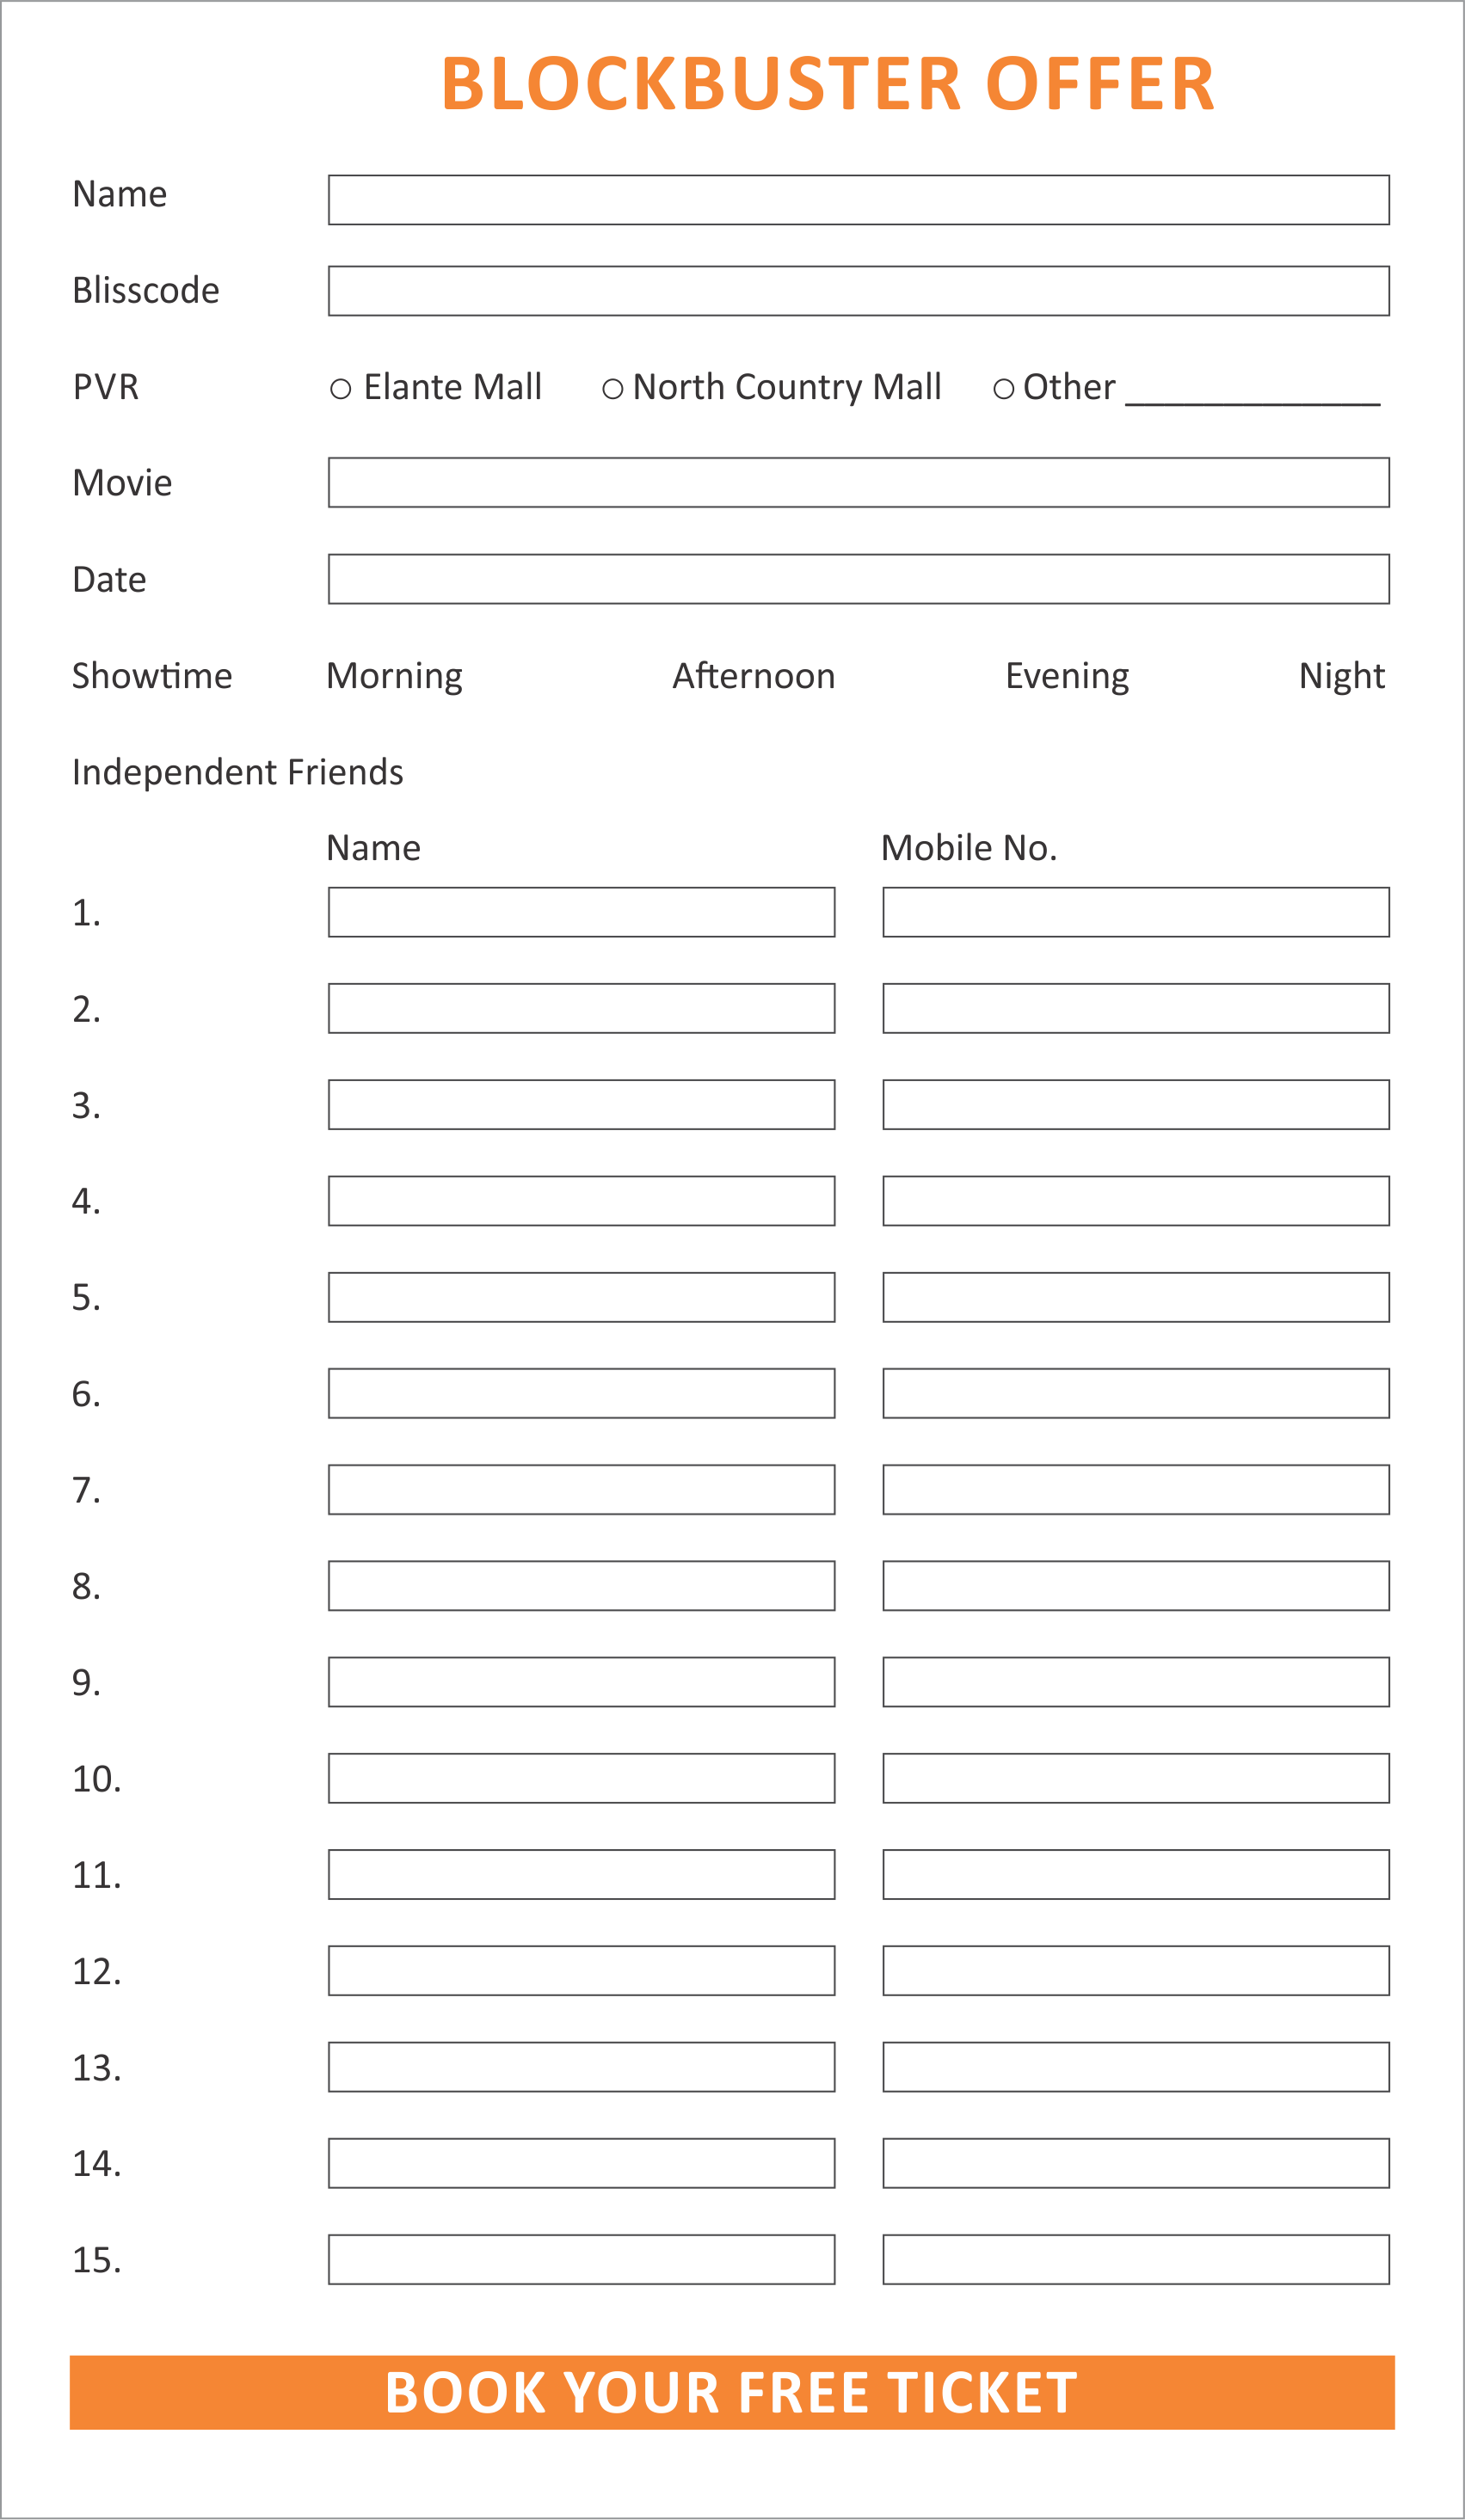 BLOCKBUSTER OFFER
Name
Blisscode
PVR Elante Mall North Country Mall Other ____________
Movie
Date
Showtime Morning Afternoon Evening Night
Independent Friends
Name Mobile No.
1.
2.
3.
4.
5.
6.
7.
8.
9.
10.
11.
12.
13.
14.
15.
BOOK YOUR FREE TICKET